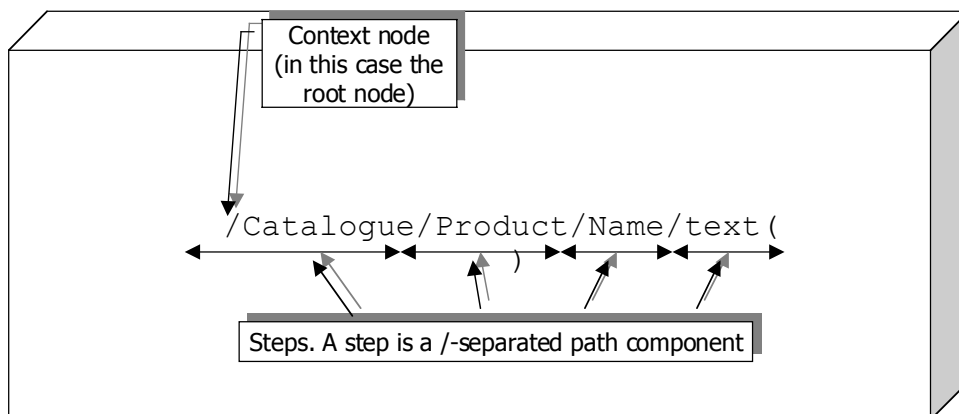 Context node
(in this case the
root node)
/Catalogue/Product/Name/text(
)
Steps. A step is a /-separated path component